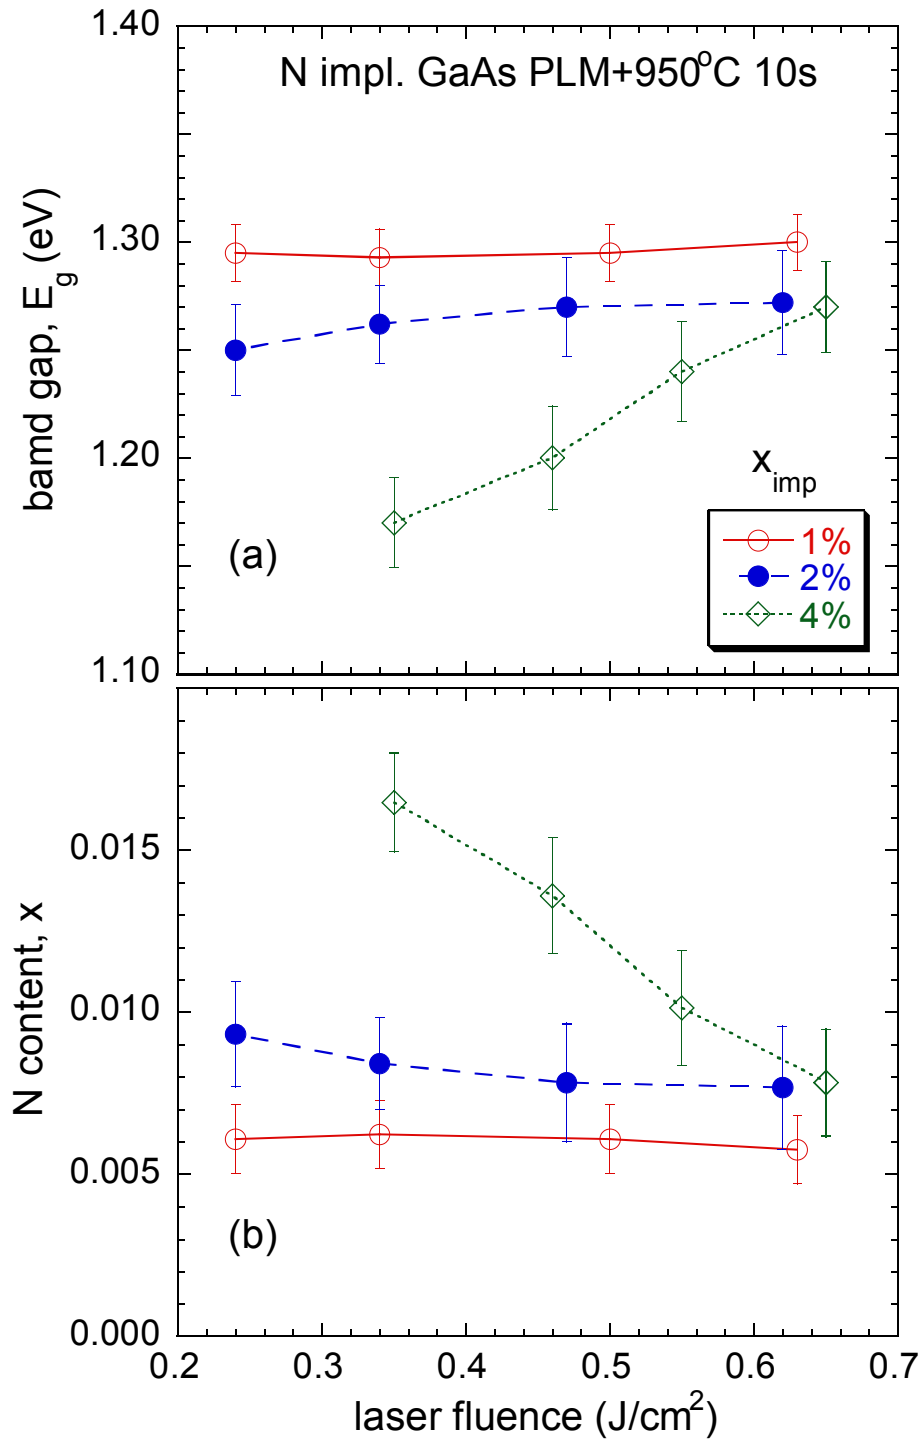 1.40
N impl. GaAs PLM+950°C 10s
1.30
bamd gap, E_g (eV)
1.20
x_imp
(a)
1%
2%
4%
1.10
0.015
N content, x
0.010
0.005
(b)
0.000
0.2 0.3 0.4 0.5 0.6 0.7
laser fluence (J/cm²)